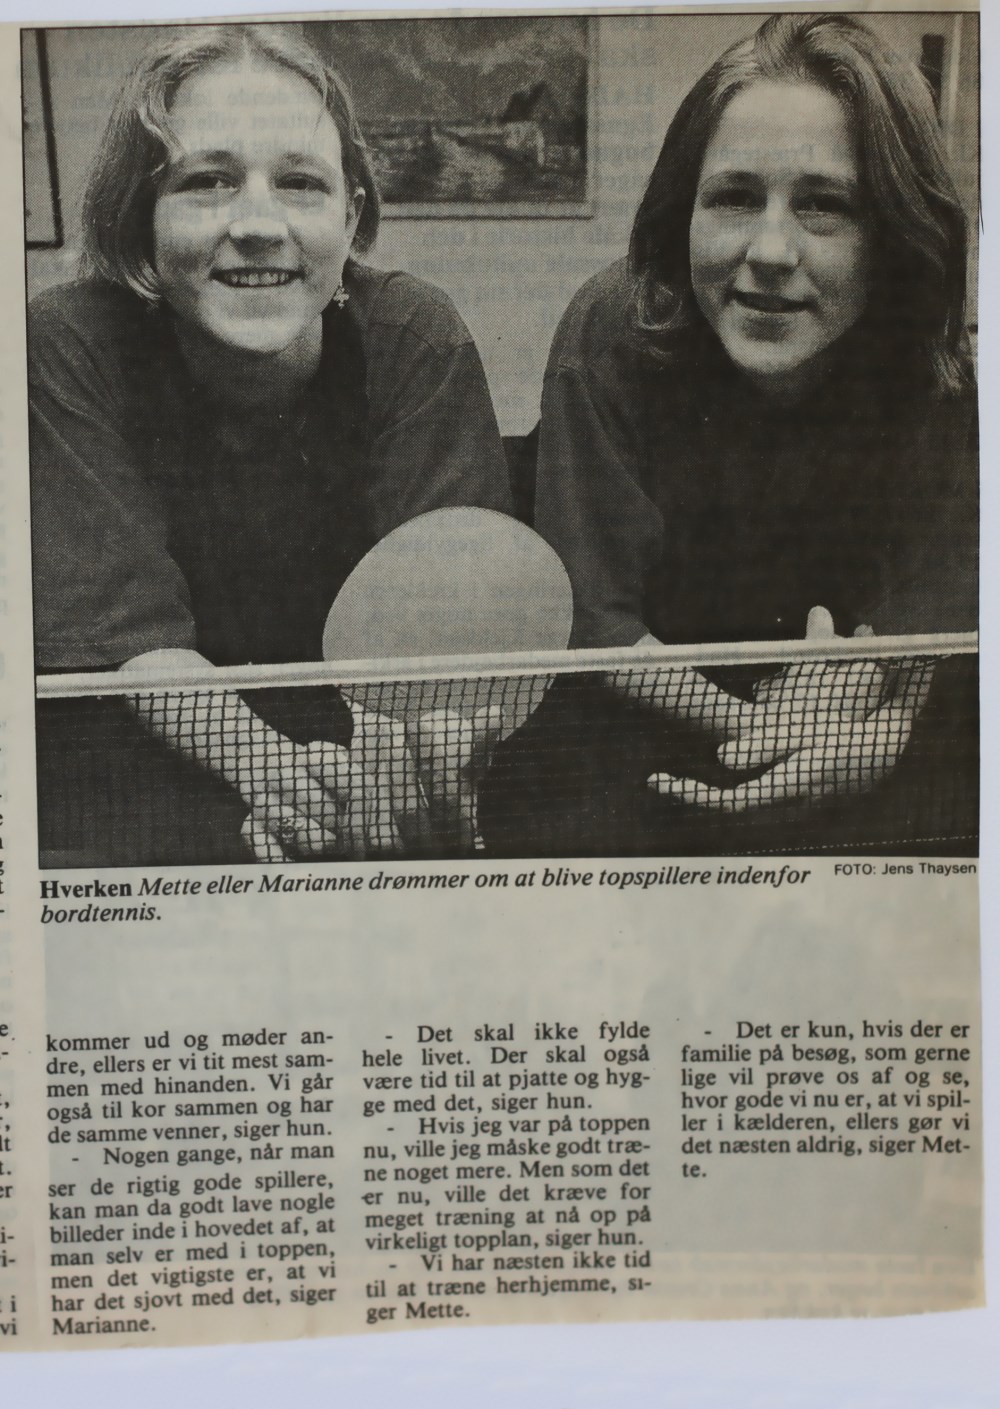 Hverken Mette eller Marianne drømmer om at blive topspillere indenfor
bordtennis.
FOTO: Jens Thaysen
kommer ud og møder an-
dre, ellers er vi tit mest sam-
men med hinanden. Vi går
også til kor sammen og har
de samme venner, siger hun.
- Nogen gange, når man
ser de rigtig gode spillere,
kan man da godt lave nogle
billeder inde i hovedet af, at
man selv er med i toppen,
men det vigtigste er, at vi
har det sjovt med det, siger
Marianne.
- Det skal ikke fylde
hele livet. Der skal også
være tid til at pjatte og hyg-
ge med det, siger hun.
- Hvis jeg var på toppen
nu, ville jeg måske godt træ-
ne noget mere. Men som det
er nu, ville det kræve for
meget træning at nå op på
virkeligt topplan, siger hun.
- Vi har næsten ikke tid
til at træne herhjemme, si-
ger Mette.
- Det er kun, hvis der er
familie på besøg, som gerne
lige vil prøve os af og se,
hvor gode vi nu er, at vi spil-
ler i kælderen, ellers gør vi
det næsten aldrig, siger Met-
te.